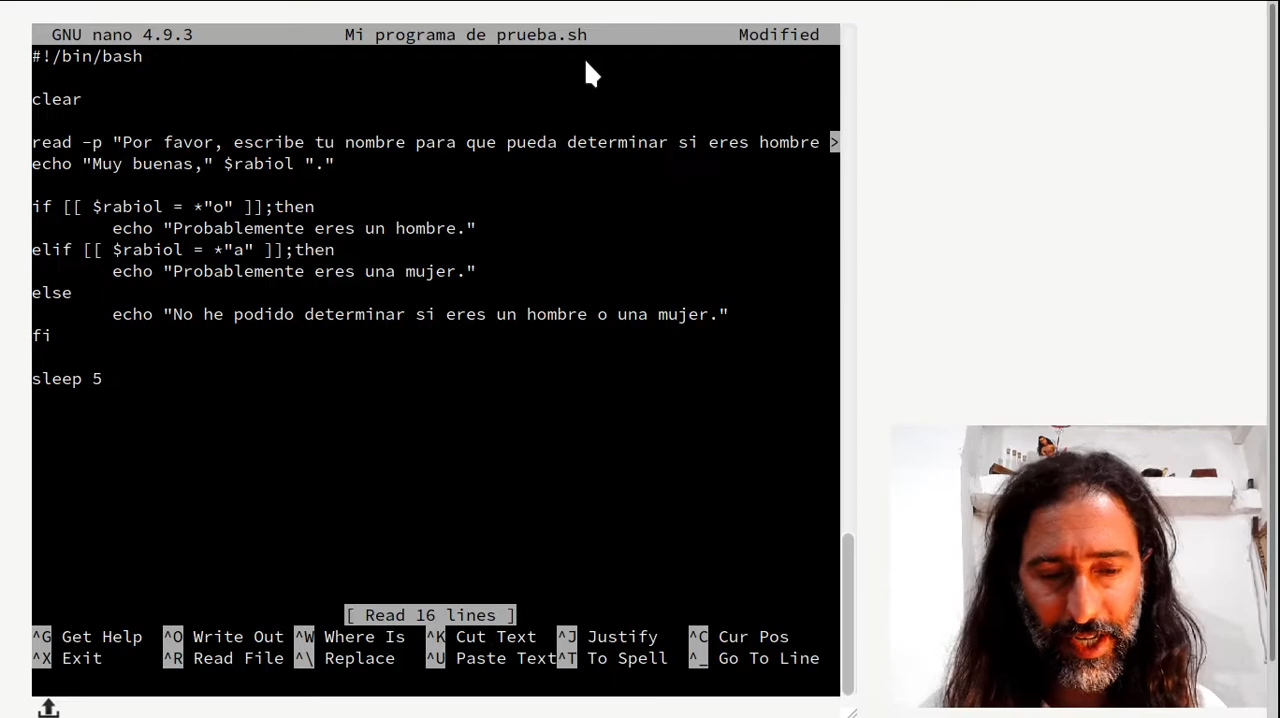 GNU nano 4.9.3 Mi programa de prueba.sh Modified
#!/bin/bash
clear
read -p "Por favor, escribe tu nombre para que pueda determinar si eres hombre >
echo "Muy buenas," $rabiol "."
if [[ $rabiol = *"o" ]];then
echo "Probablemente eres un hombre."
elif [[ $rabiol = *"a" ]];then
echo "Probablemente eres una mujer."
else
echo "No he podido determinar si eres un hombre o una mujer."
fi
sleep 5
[ Read 16 lines ]
^G Get Help ^O Write Out ^W Where Is ^K Cut Text ^J Justify ^C Cur Pos
^X Exit ^R Read File ^\ Replace ^U Paste Text ^T To Spell ^_ Go To Line